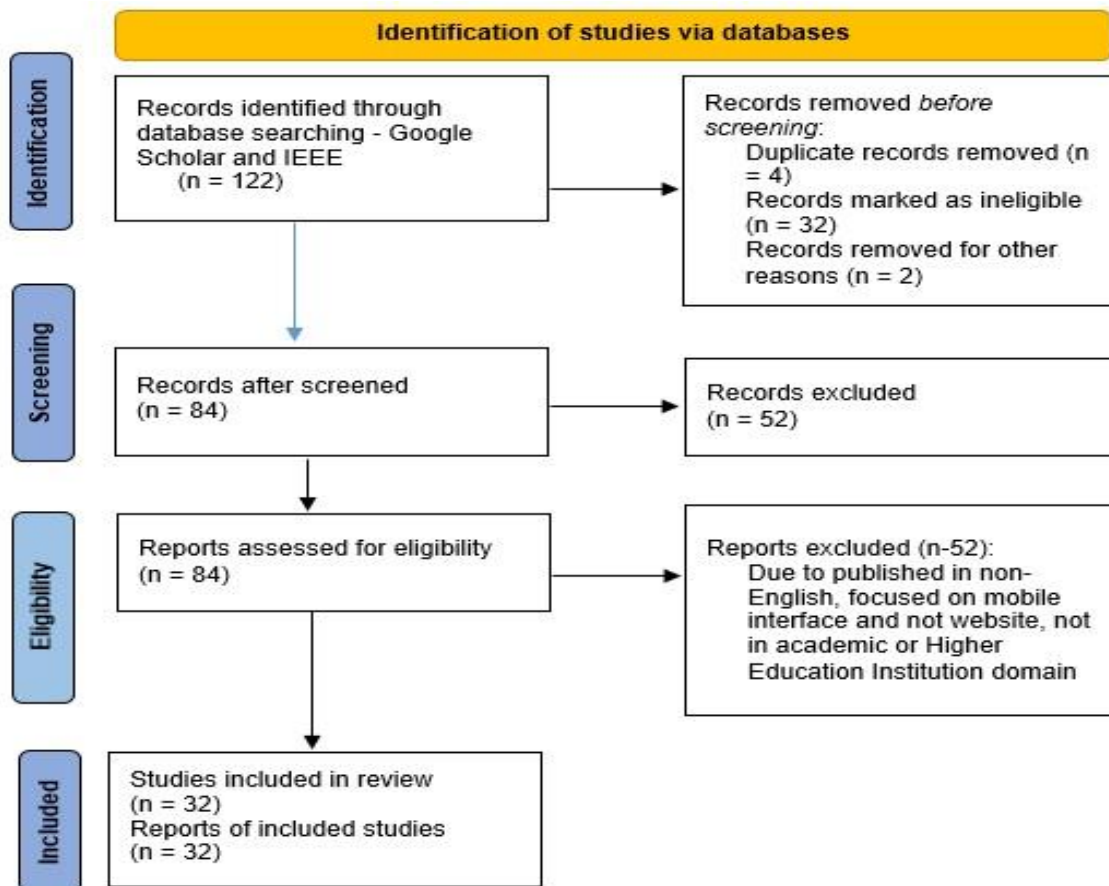 Identification of studies via databases
Identification
Records identified through
database searching - Google
Scholar and IEEE
(n = 122)
Records removed before
screening:
Duplicate records removed (n
= 4)
Records marked as ineligible
(n = 32)
Records removed for other
reasons (n = 2)
Screening
Records after screened
(n = 84)
Records excluded
(n = 52)
Eligibility
Reports assessed for eligibility
(n = 84)
Reports excluded (n-52):
Due to published in non-
English, focused on mobile
interface and not website, not
in academic or Higher
Education Institution domain
Included
Studies included in review
(n = 32)
Reports of included studies
(n = 32)